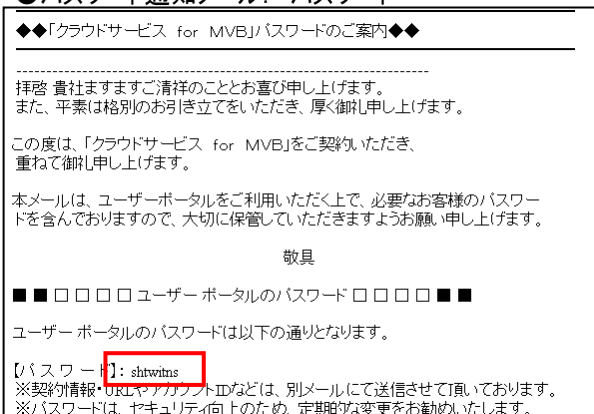 ◆◆「クラウドサービス for MVB」パスワードのご案内◆◆
----------------------------------------------------------------------
拝啓 貴社ますますご清祥のこととお喜び申し上げます。
また、平素は格別のお引き立てをいただき、厚く御礼申し上げます。
この度は、「クラウドサービス for MVB」をご契約いただき、
重ねて御礼申し上げます。
本メールは、ユーザーポータルをご利用いただく上で、必要なお客様のパスワー
ドを含んでおりますので、大切に保管していただきますようお願い申し上げます。
敬具
■ ■ □ □ □ □ ユーザー ポータルのパスワード □ □ □ □ ■ ■
ユーザー ポータルのパスワードは以下の通りとなります。
【パスワード】: shtwitns
※契約情報・URLやアカウントIDなどは、別メールにて送信させて頂いております。
※パスワードは、セキュリティ向上のため、定期的な変更をお勧めいたします。